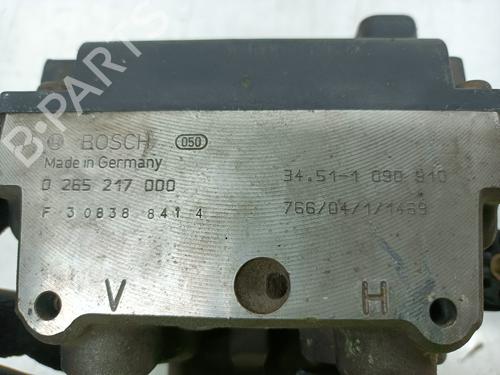 BOSCH 050
Made in Germany
0 265 217 000 34.51-1 090 910
F 30838 841 4 766/04/1/1469
V H
B-PARTS